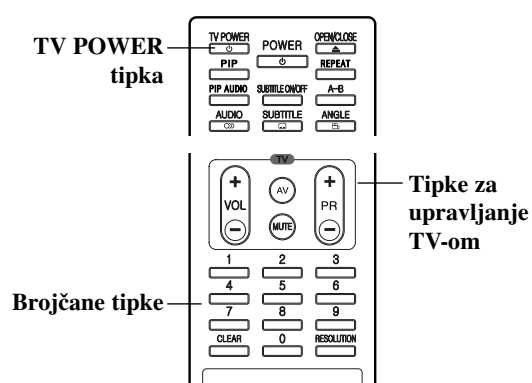 TV POWER
tipka
TV POWER POWER OPEN/CLOSE
PIP REPEAT
PIP AUDIO SUBTITLE ON/OFF A-B
AUDIO SUBTITLE ANGLE
TV
+ AV +
VOL PR
− MUTE −
Tipke za
upravljanje
TV-om
1 2 3
4 5 6
Brojčane tipke
7 8 9
CLEAR 0 RESOLUTION